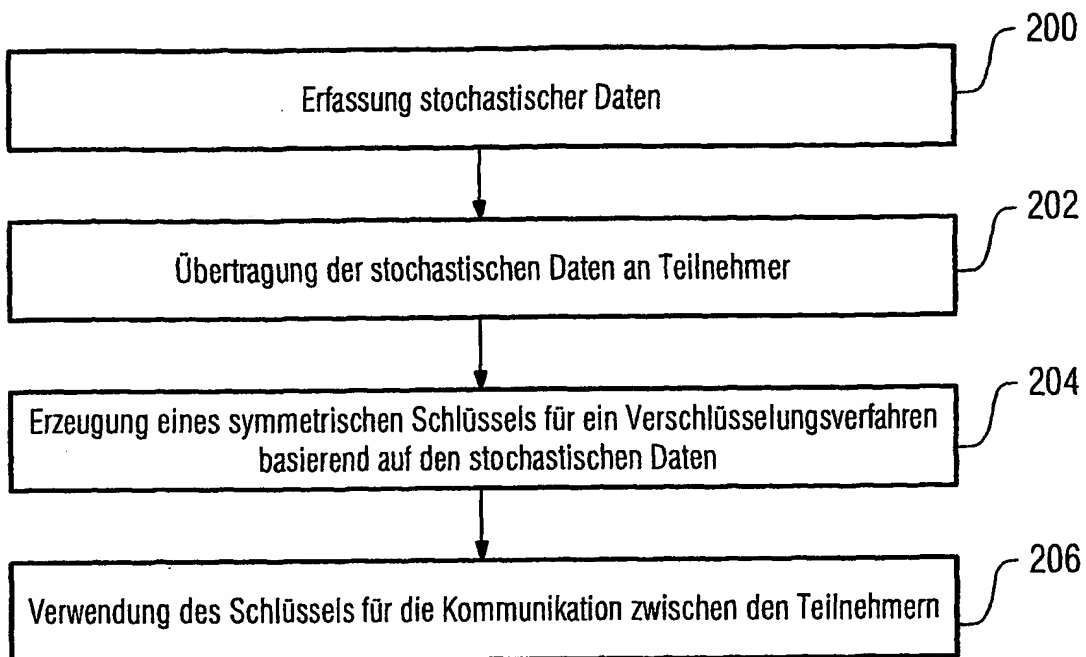 200
Erfassung stochastischer Daten
202
Übertragung der stochastischen Daten an Teilnehmer
204
Erzeugung eines symmetrischen Schlüssels für ein Verschlüsselungsverfahren
basierend auf den stochastischen Daten
206
Verwendung des Schlüssels für die Kommunikation zwischen den Teilnehmern